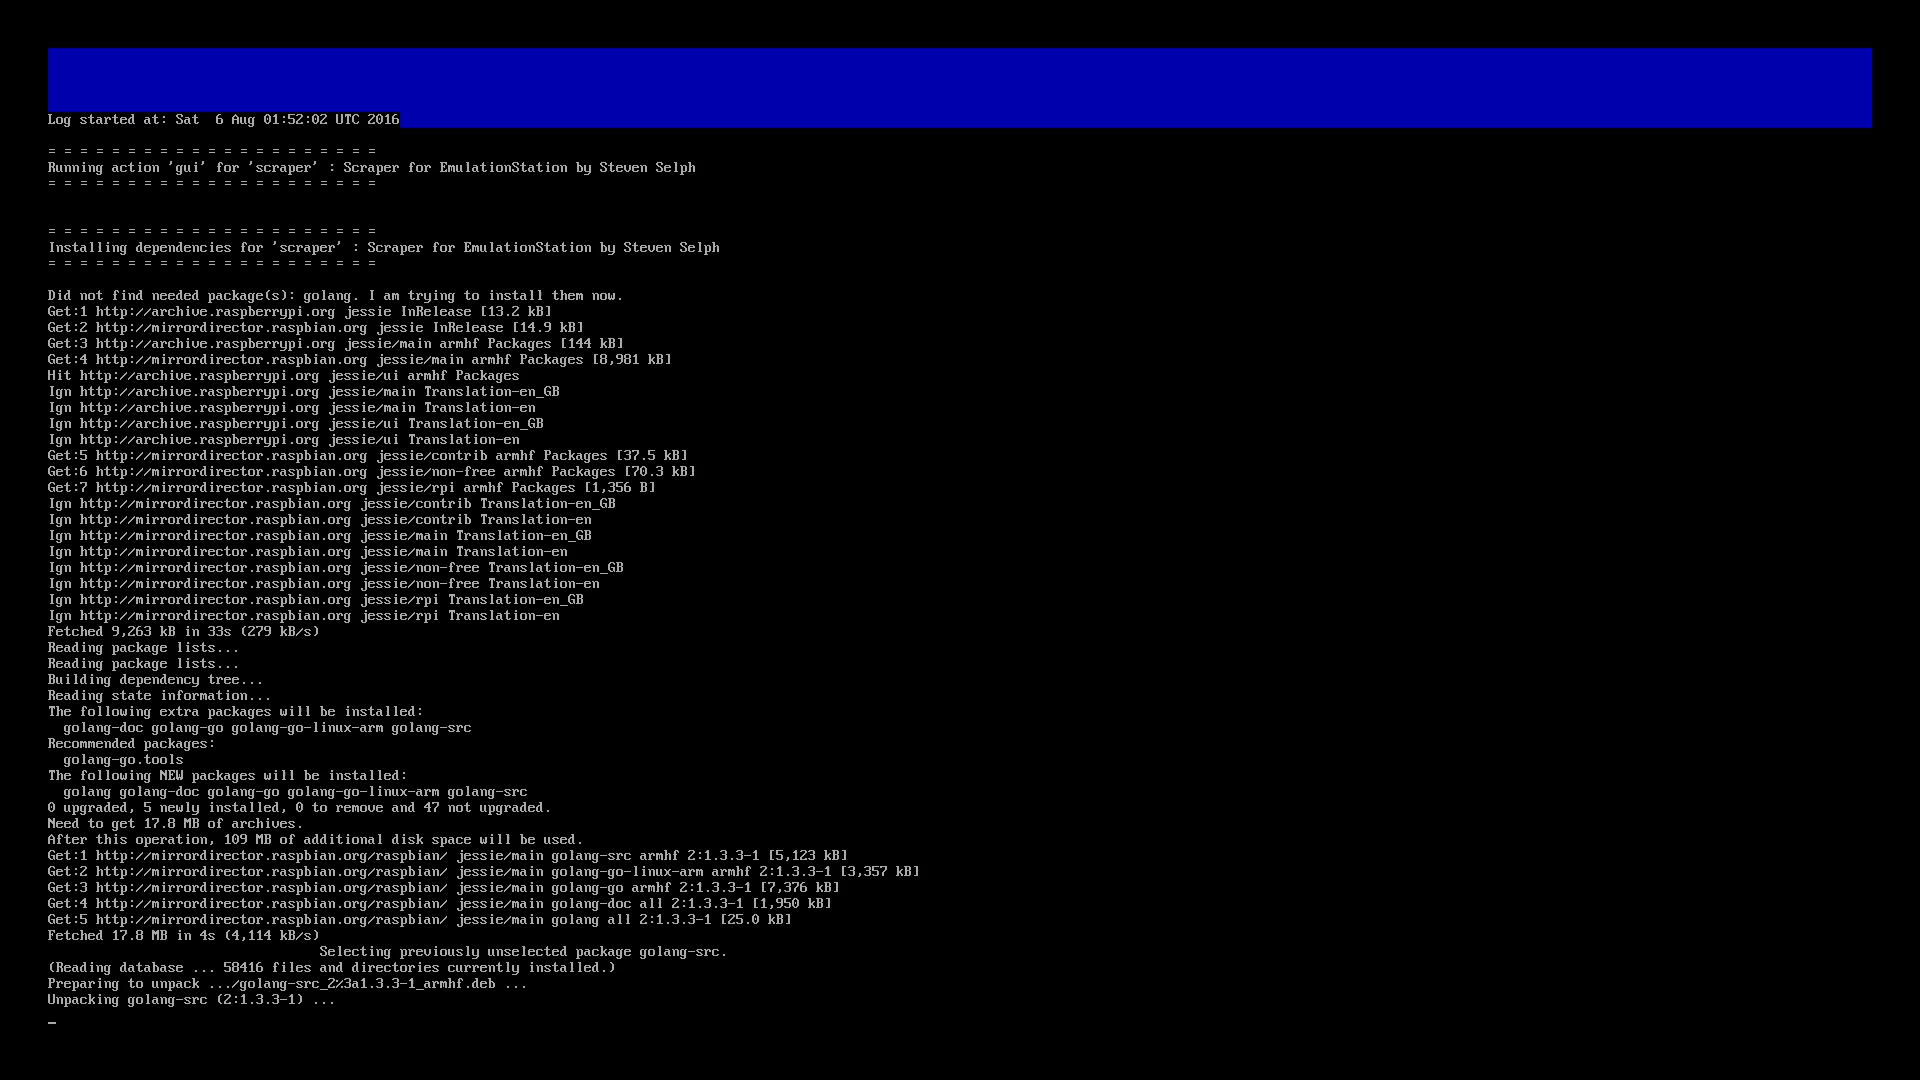 Log started at: Sat  6 Aug 01:52:02 UTC 2016
= = = = = = = = = = = = = = = = = = = = =
Running action 'gui' for 'scraper' : Scraper for EmulationStation by Steven Selph
= = = = = = = = = = = = = = = = = = = = =
= = = = = = = = = = = = = = = = = = = = =
Installing dependencies for 'scraper' : Scraper for EmulationStation by Steven Selph
= = = = = = = = = = = = = = = = = = = = =
Did not find needed package(s): golang. I am trying to install them now.
Get:1 http://archive.raspberrypi.org jessie InRelease [13.2 kB]
Get:2 http://mirrordirector.raspbian.org jessie InRelease [14.9 kB]
Get:3 http://archive.raspberrypi.org jessie/main armhf Packages [144 kB]
Get:4 http://mirrordirector.raspbian.org jessie/main armhf Packages [8,981 kB]
Hit http://archive.raspberrypi.org jessie/ui armhf Packages
Ign http://archive.raspberrypi.org jessie/main Translation-en_GB
Ign http://archive.raspberrypi.org jessie/main Translation-en
Ign http://archive.raspberrypi.org jessie/ui Translation-en_GB
Ign http://archive.raspberrypi.org jessie/ui Translation-en
Get:5 http://mirrordirector.raspbian.org jessie/contrib armhf Packages [37.5 kB]
Get:6 http://mirrordirector.raspbian.org jessie/non-free armhf Packages [70.3 kB]
Get:7 http://mirrordirector.raspbian.org jessie/rpi armhf Packages [1,356 B]
Ign http://mirrordirector.raspbian.org jessie/contrib Translation-en_GB
Ign http://mirrordirector.raspbian.org jessie/contrib Translation-en
Ign http://mirrordirector.raspbian.org jessie/main Translation-en_GB
Ign http://mirrordirector.raspbian.org jessie/main Translation-en
Ign http://mirrordirector.raspbian.org jessie/non-free Translation-en_GB
Ign http://mirrordirector.raspbian.org jessie/non-free Translation-en
Ign http://mirrordirector.raspbian.org jessie/rpi Translation-en_GB
Ign http://mirrordirector.raspbian.org jessie/rpi Translation-en
Fetched 9,263 kB in 33s (279 kB/s)
Reading package lists...
Reading package lists...
Building dependency tree...
Reading state information...
The following extra packages will be installed:
  golang-doc golang-go golang-go-linux-arm golang-src
Recommended packages:
  golang-go.tools
The following NEW packages will be installed:
  golang golang-doc golang-go golang-go-linux-arm golang-src
0 upgraded, 5 newly installed, 0 to remove and 47 not upgraded.
Need to get 17.8 MB of archives.
After this operation, 109 MB of additional disk space will be used.
Get:1 http://mirrordirector.raspbian.org/raspbian/ jessie/main golang-src armhf 2:1.3.3-1 [5,123 kB]
Get:2 http://mirrordirector.raspbian.org/raspbian/ jessie/main golang-go-linux-arm armhf 2:1.3.3-1 [3,357 kB]
Get:3 http://mirrordirector.raspbian.org/raspbian/ jessie/main golang-go armhf 2:1.3.3-1 [7,376 kB]
Get:4 http://mirrordirector.raspbian.org/raspbian/ jessie/main golang-doc all 2:1.3.3-1 [1,950 kB]
Get:5 http://mirrordirector.raspbian.org/raspbian/ jessie/main golang all 2:1.3.3-1 [25.0 kB]
Fetched 17.8 MB in 4s (4,114 kB/s)
Selecting previously unselected package golang-src.
(Reading database ... 58416 files and directories currently installed.)
Preparing to unpack .../golang-src_2%3a1.3.3-1_armhf.deb ...
Unpacking golang-src (2:1.3.3-1) ...
_